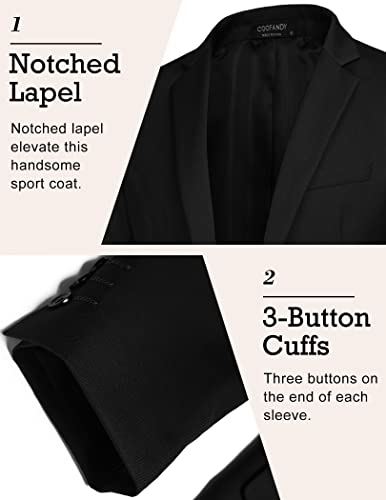 1
Notched
Lapel
Notched lapel
elevate this
handsome
sport coat.
COOFANDY
2
3-Button
Cuffs
Three buttons on
the end of each
sleeve.